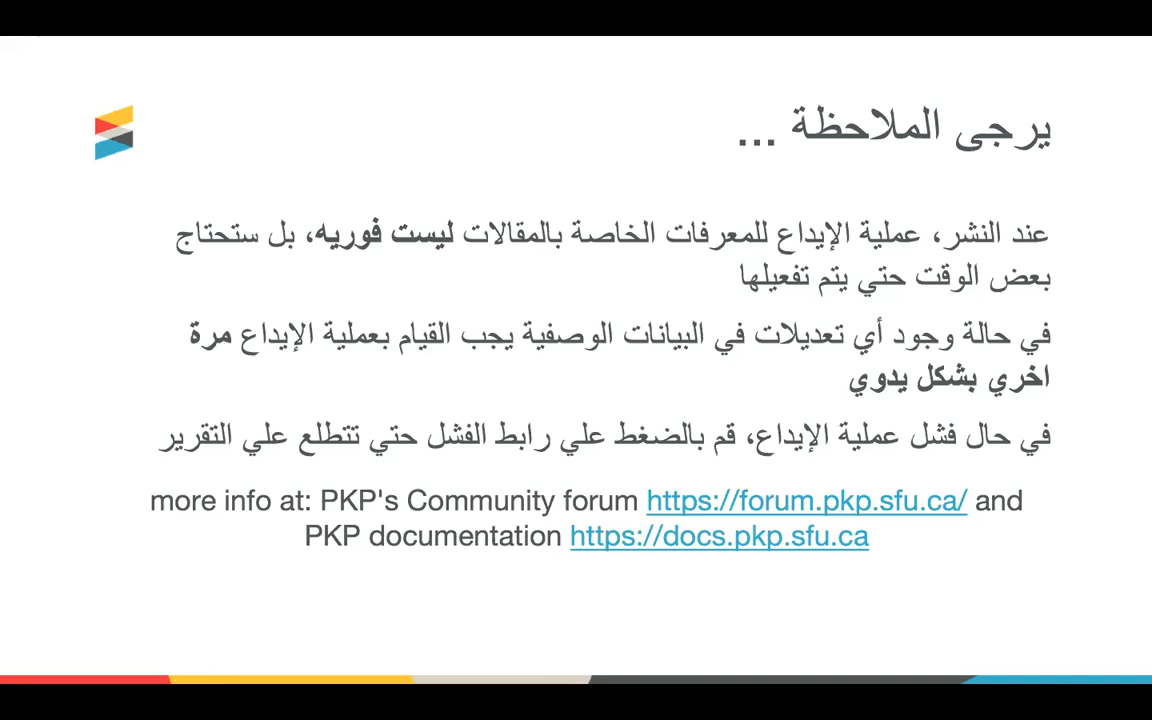 يرجى الملاحظة ...
عند النشر، عملية الإيداع للمعرفات الخاصة بالمقالات ليست فوريه، بل ستحتاج
بعض الوقت حتي يتم تفعيلها
في حالة وجود أي تعديلات في البيانات الوصفية يجب القيام بعملية الإيداع مرة
اخري بشكل يدوي
في حال فشل عملية الإيداع، قم بالضغط علي رابط الفشل حتي تتطلع علي التقرير
more info at: PKP's Community forum https://forum.pkp.sfu.ca/ and
PKP documentation https://docs.pkp.sfu.ca